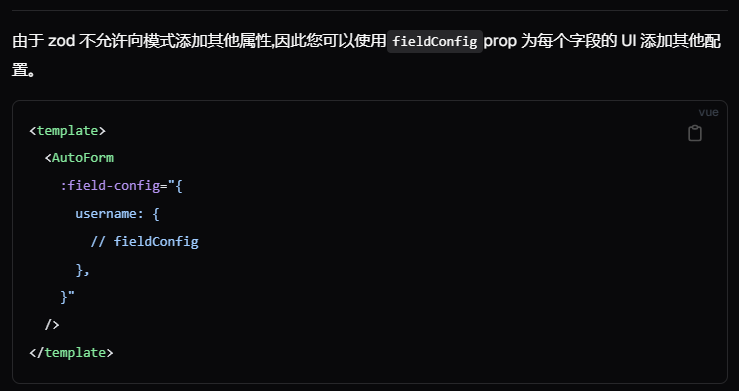 由于 zod 不允许向模式添加其他属性,因此您可以使用 fieldConfig prop 为每个字段的 UI 添加其他配
置。
vue
<template>
  <AutoForm
    :field-config="{
      username: {
        // fieldConfig
      },
    }"
  />
</template>